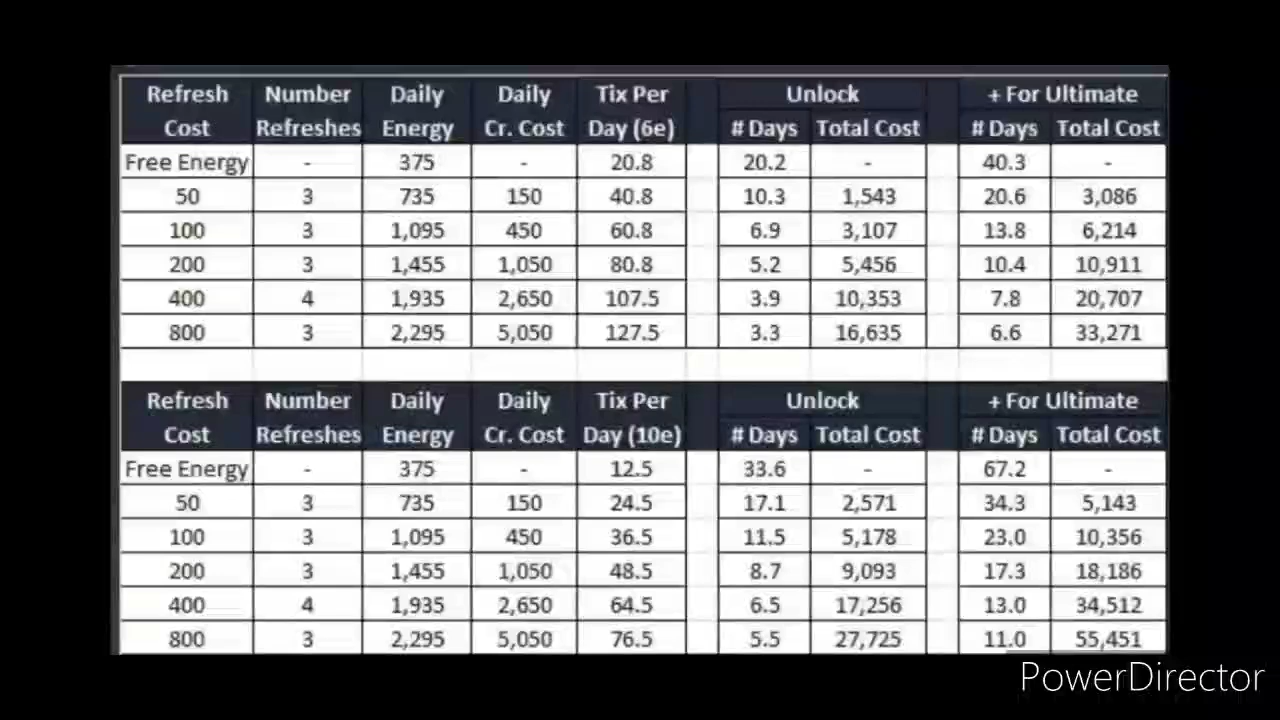 Refresh Number Daily Daily Tix Per Unlock + For Ultimate
Cost Refreshes Energy Cr. Cost Day (6e) # Days Total Cost # Days Total Cost
Free Energy - 375 - 20.8 20.2 - 40.3 -
50 3 735 150 40.8 10.3 1,543 20.6 3,086
100 3 1,095 450 60.8 6.9 3,107 13.8 6,214
200 3 1,455 1,050 80.8 5.2 5,456 10.4 10,911
400 4 1,935 2,650 107.5 3.9 10,353 7.8 20,707
800 3 2,295 5,050 127.5 3.3 16,635 6.6 33,271
Refresh Number Daily Daily Tix Per Unlock + For Ultimate
Cost Refreshes Energy Cr. Cost Day (10e) # Days Total Cost # Days Total Cost
Free Energy - 375 - 12.5 33.6 - 67.2 -
50 3 735 150 24.5 17.1 2,571 34.3 5,143
100 3 1,095 450 36.5 11.5 5,178 23.0 10,356
200 3 1,455 1,050 48.5 8.7 9,093 17.3 18,186
400 4 1,935 2,650 64.5 6.5 17,256 13.0 34,512
800 3 2,295 5,050 76.5 5.5 27,725 11.0 55,451
PowerDirector